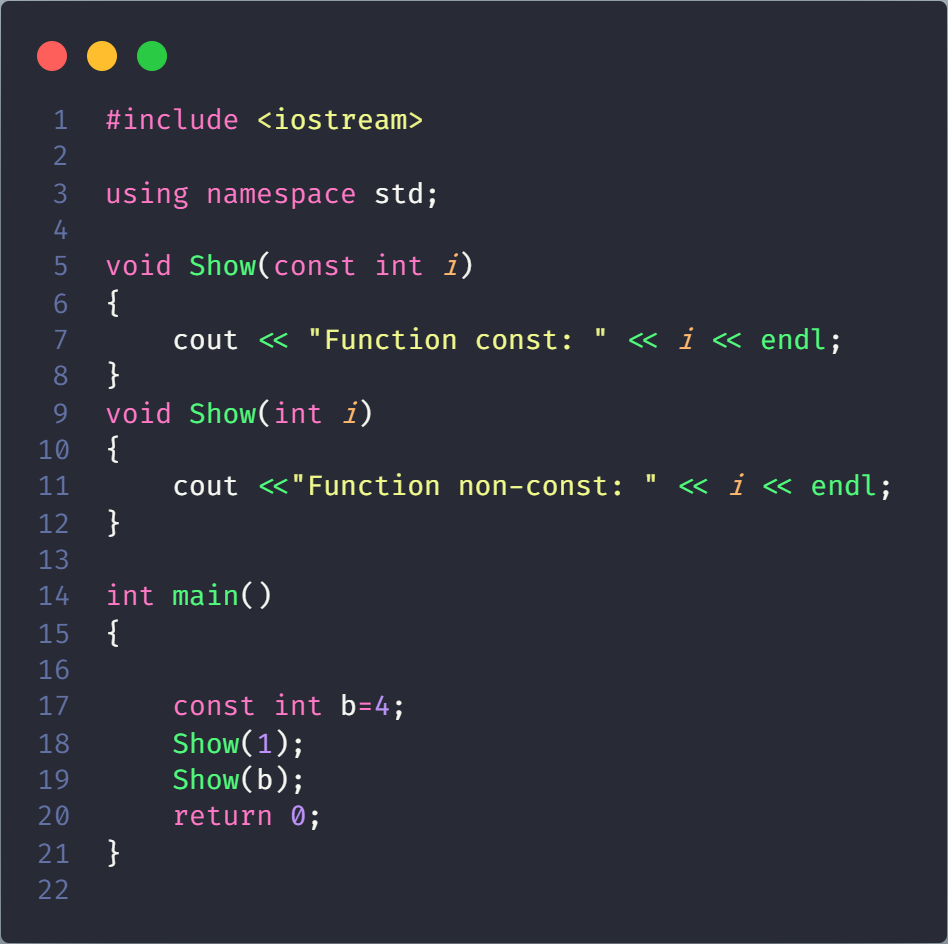 1 #include <iostream>
2
3 using namespace std;
4
5 void Show(const int i)
6 {
7     cout << "Function const: " << i << endl;
8 }
9 void Show(int i)
10 {
11     cout <<"Function non-const: " << i << endl;
12 }
13
14 int main()
15 {
16
17     const int b=4;
18     Show(1);
19     Show(b);
20     return 0;
21 }
22